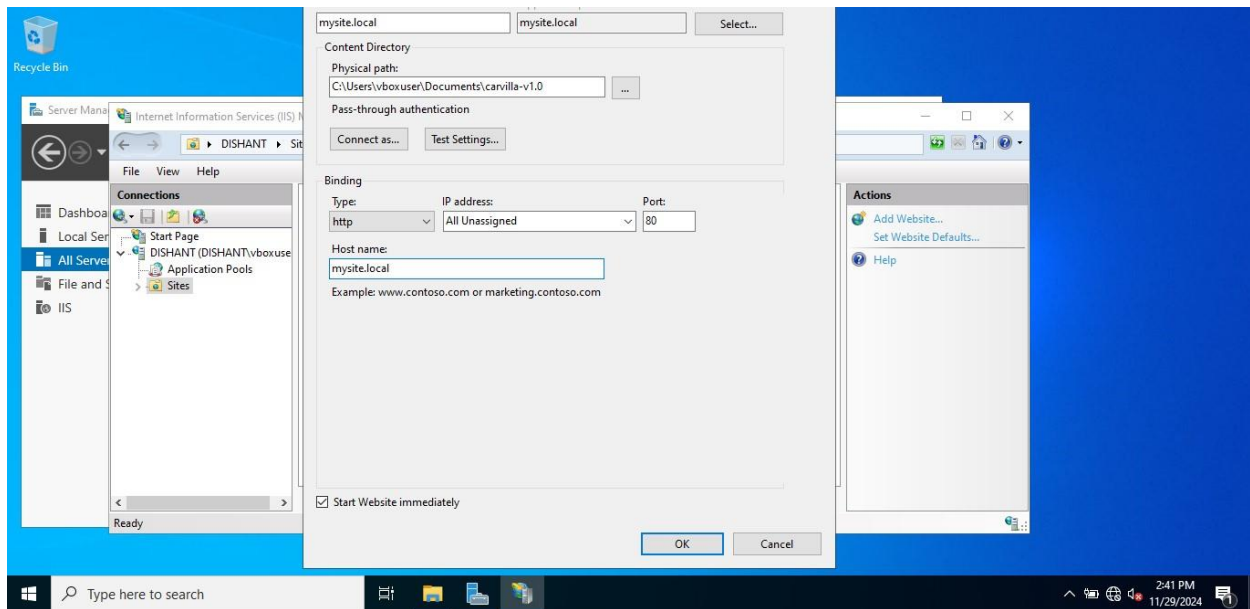 mysite.local
mysite.local
Select...
Recycle Bin
Content Directory
Physical path:
C:\Users\vboxuser\Documents\carvilla-v1.0
...
Pass-through authentication
Connect as...
Test Settings...
Server Mana
Internet Information Services (IIS)
DISHANT
Sit
File View Help
Connections
Start Page
DISHANT (DISHANT\vboxuse
Application Pools
Sites
Dashboa
Local Ser
All Server
File and S
IIS
Binding
Type:
IP address:
Port:
http
All Unassigned
80
Host name:
mysite.local
Example: www.contoso.com or marketing.contoso.com
Actions
Add Website...
Set Website Defaults...
Help
Start Website immediately
Ready
OK
Cancel
Type here to search
2:41 PM
11/29/2024
1